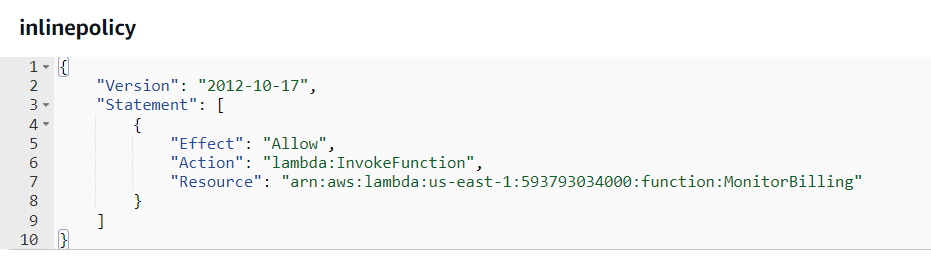 inlinepolicy
1 {
2 "Version": "2012-10-17",
3 "Statement": [
4 {
5 "Effect": "Allow",
6 "Action": "lambda:InvokeFunction",
7 "Resource": "arn:aws:lambda:us-east-1:593793034000:function:MonitorBilling"
8 }
9 ]
10 }